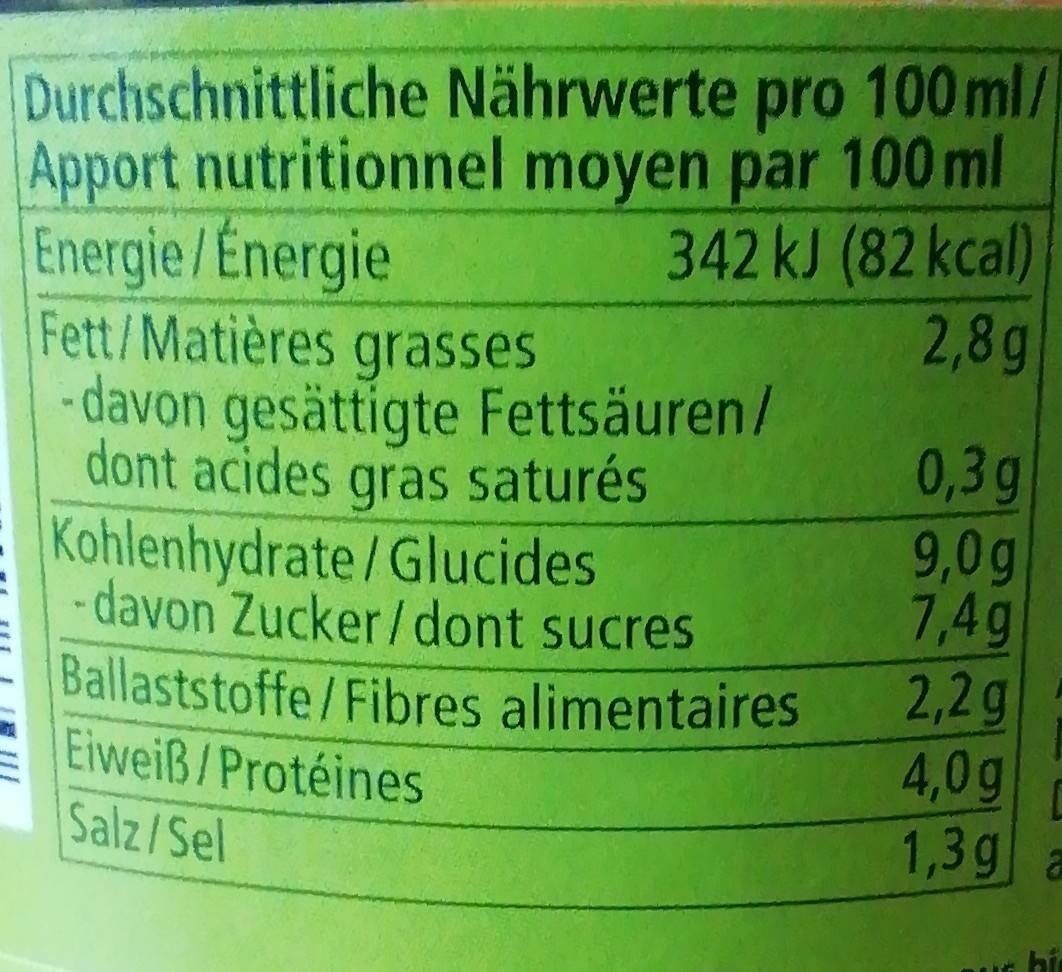 Durchschnittliche Nährwerte pro 100 ml/
Apport nutritionnel moyen par 100 ml
Energie/Énergie 342 kJ (82 kcal)
Fett/Matières grasses 2,8 g
-davon gesättigte Fettsäuren/
dont acides gras saturés 0,3 g
Kohlenhydrate/Glucides 9,0 g
-davon Zucker/dont sucres 7,4 g
Ballaststoffe/Fibres alimentaires 2,2 g
Eiweiß/Protéines 4,0 g
Salz/Sel 1,3 g